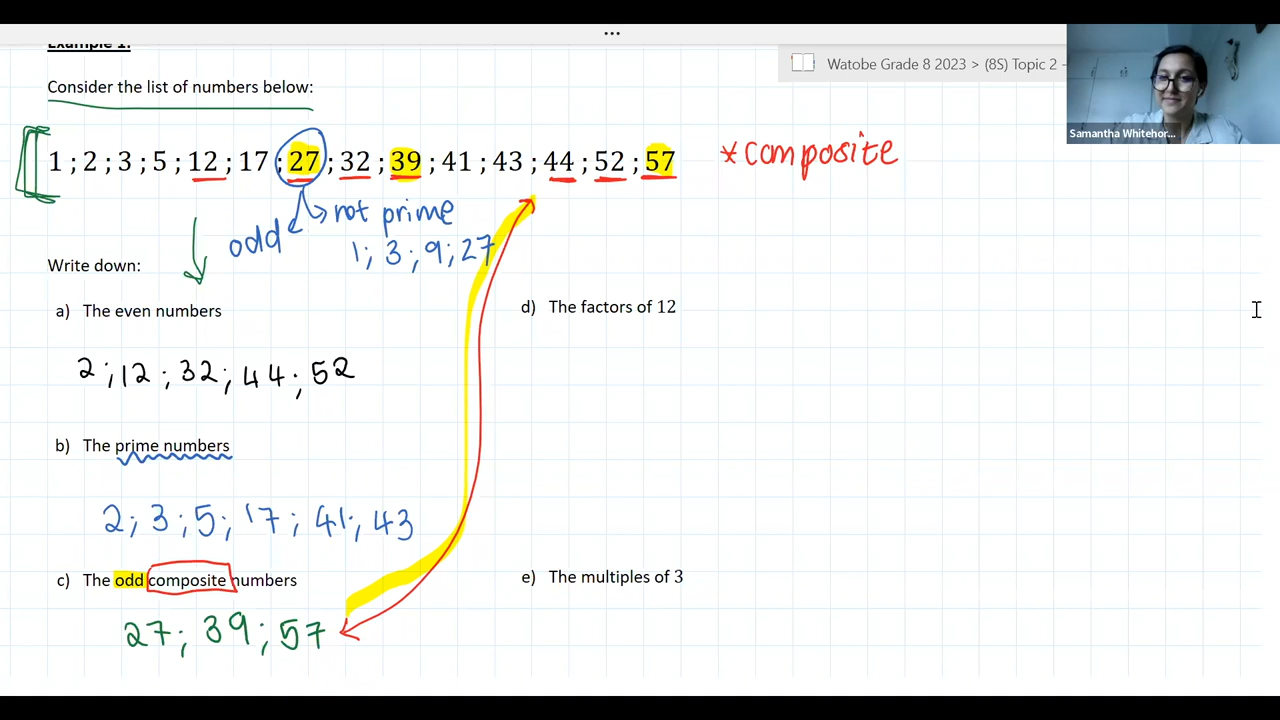 Example 1:
...
Watobe Grade 8 2023 > (8S) Topic 2 -
Consider the list of numbers below:
Samantha Whitehor...
1 ; 2 ; 3 ; 5 ; 12 ; 17 ; 27 ; 32 ; 39 ; 41 ; 43 ; 44 ; 52 ; 57
*composite
not prime
odd
1; 3; 9; 27
Write down:
a) The even numbers
2; 12; 32; 44; 52
b) The prime numbers
2; 3; 5; 17; 41; 43
c) The odd composite numbers
27; 39; 57
d) The factors of 12
e) The multiples of 3